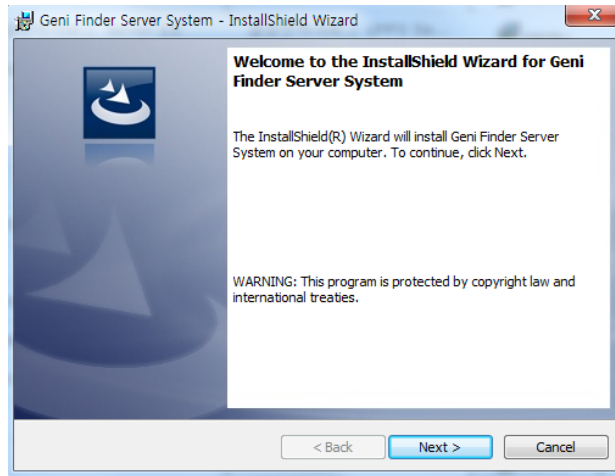 Geni Finder Server System - InstallShield Wizard
Welcome to the InstallShield Wizard for Geni
Finder Server System
The InstallShield(R) Wizard will install Geni Finder Server
System on your computer. To continue, click Next.
WARNING: This program is protected by copyright law and
international treaties.
< Back
Next >
Cancel